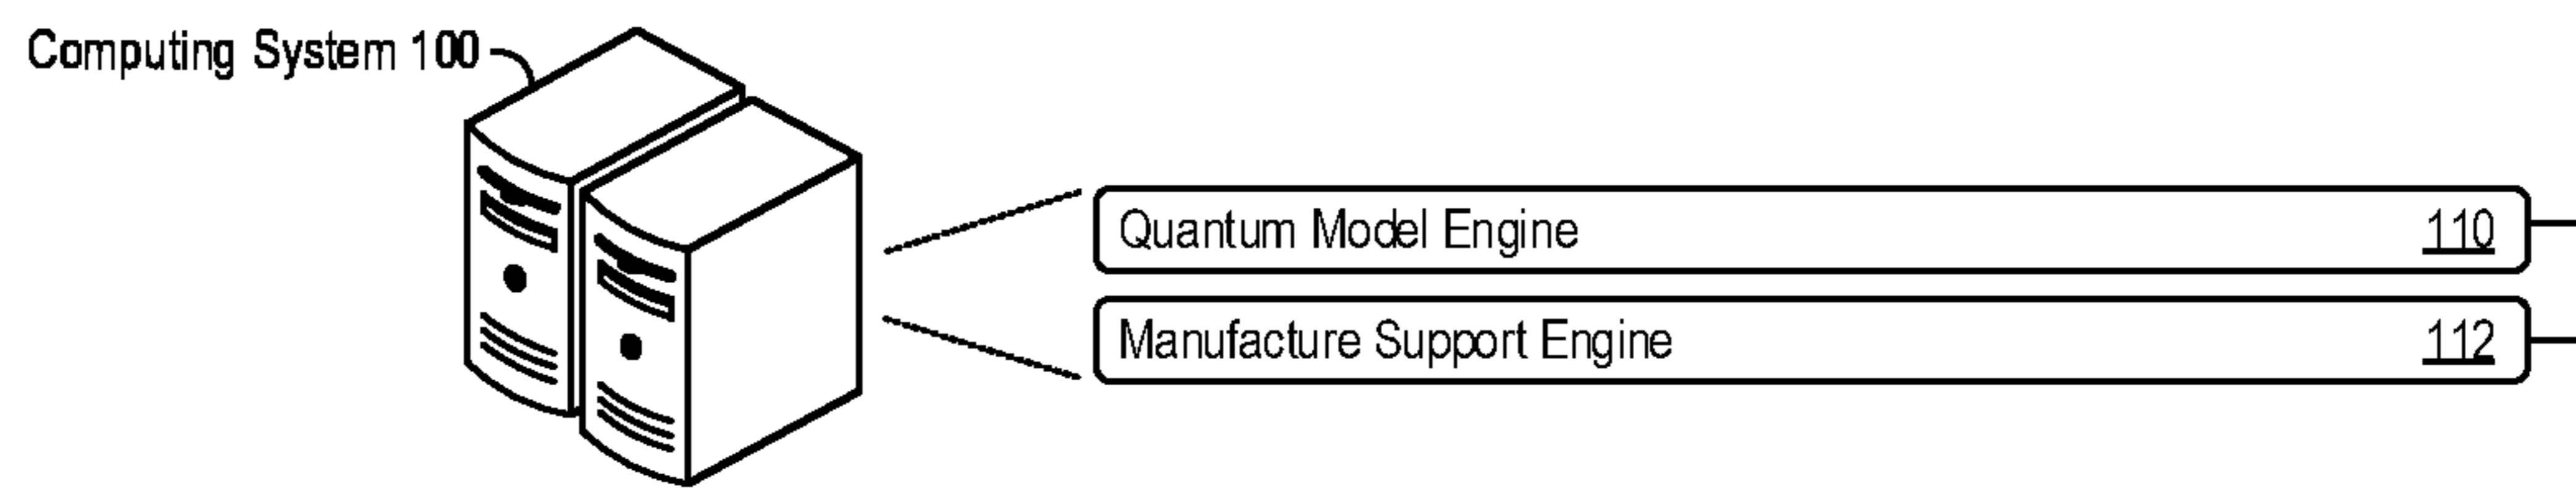 Computing System 100
Quantum Model Engine 110
Manufacture Support Engine 112